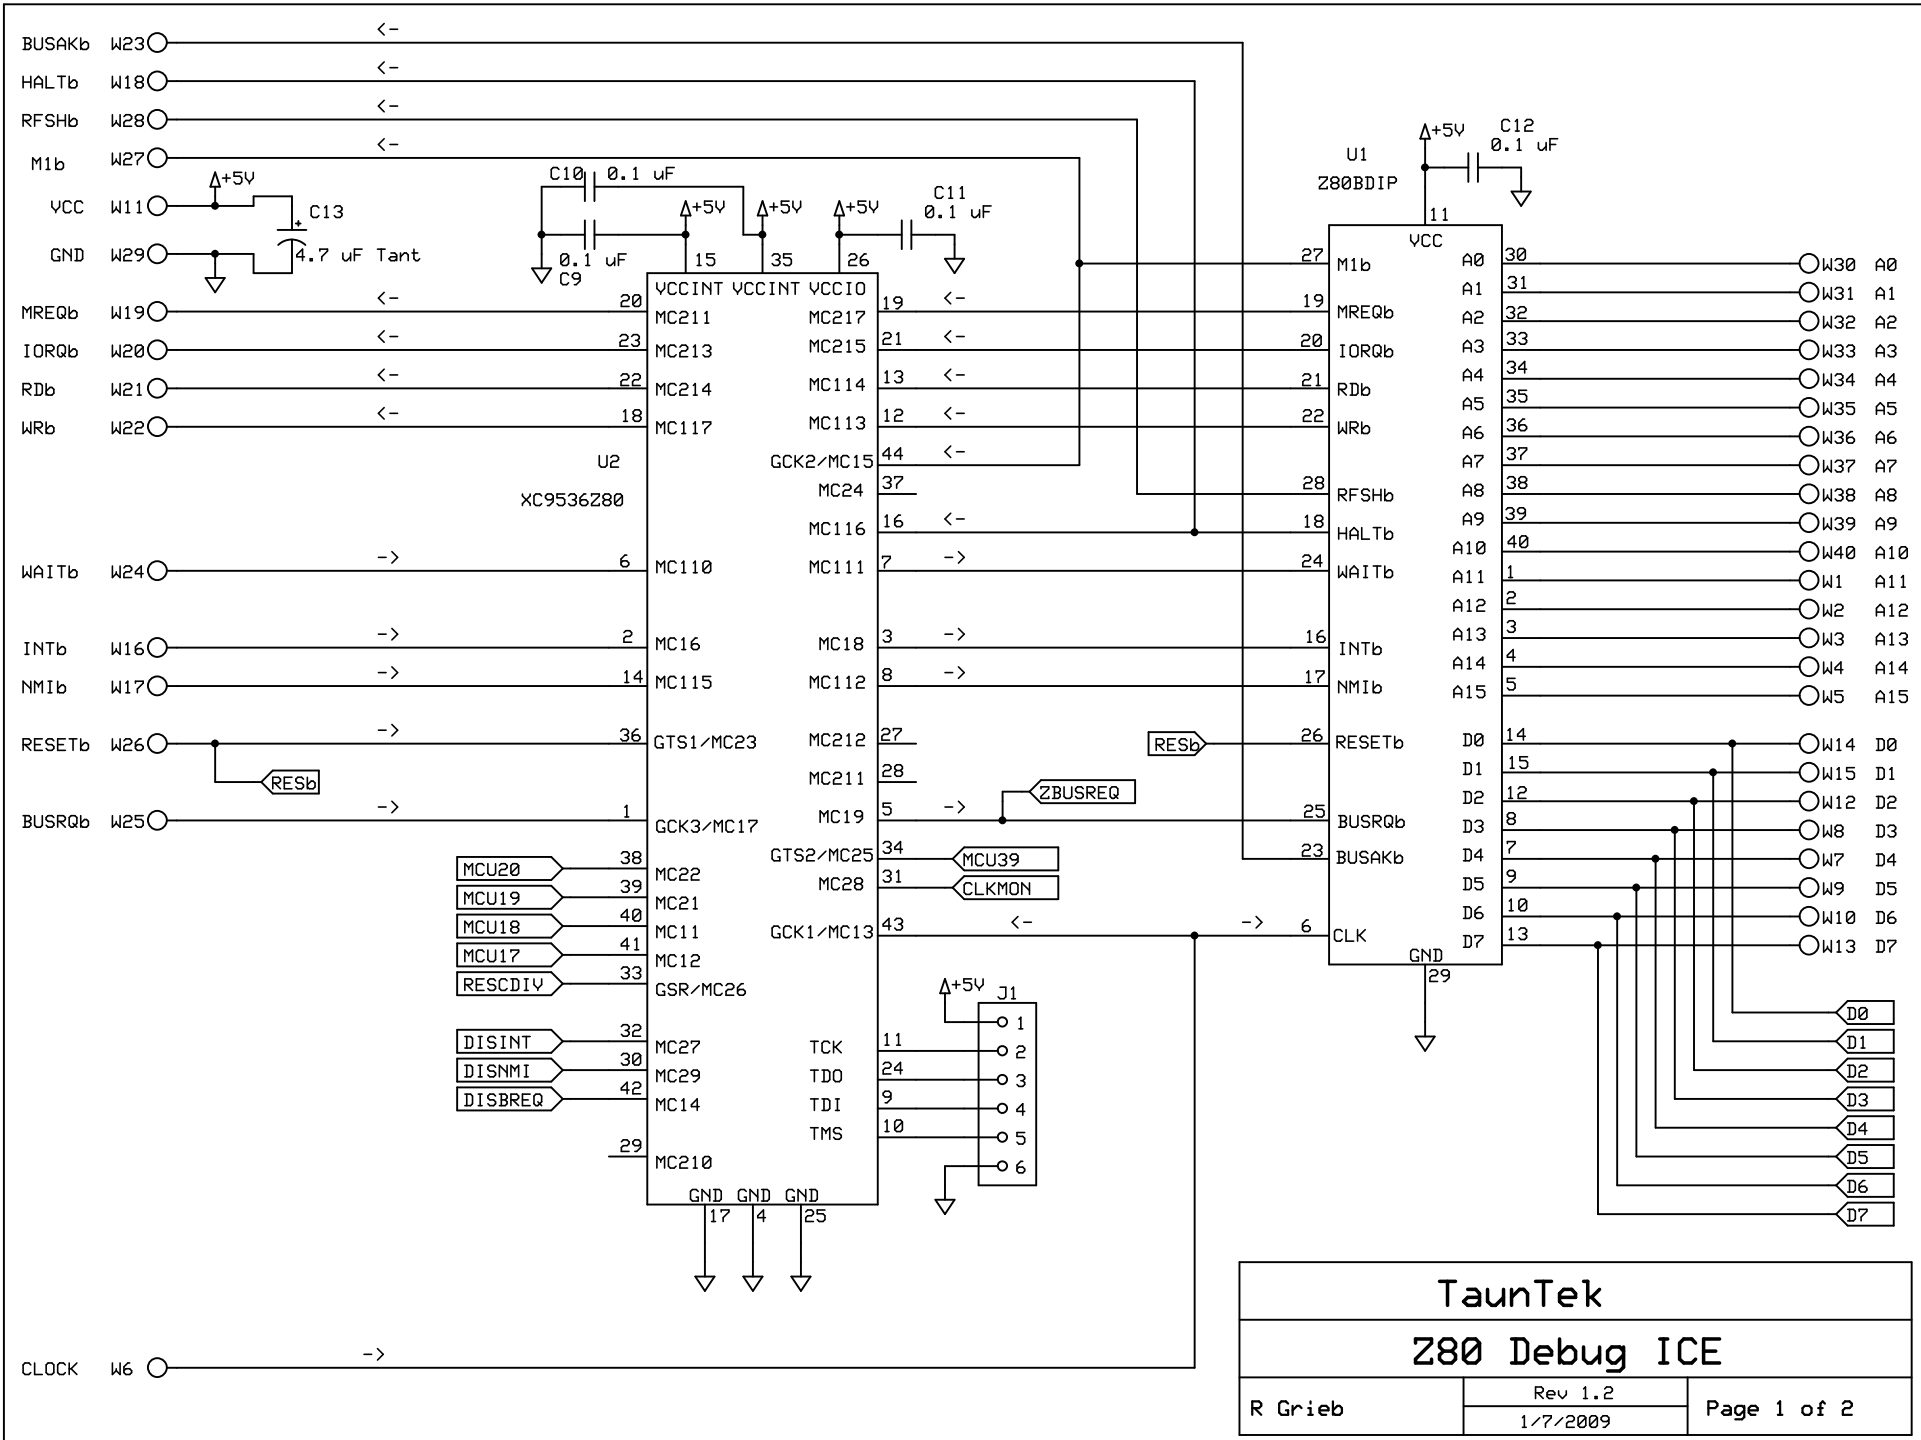 BUSAKb W23 <-
HALTb W18 <-
RFSHb W28 <-
M1b W27 <-
+5V
VCC W11
C13
GND W29
4.7 uF Tant
C10 0.1 uF
0.1 uF
C9
+5V +5V +5V
C11
0.1 uF
15 35 26
VCCINT VCCINT VCCIO
MREQb W19 <- 20 MC211
IORQb W20 <- 23 MC213
RDb W21 <- 22 MC214
WRb W22 <- 18 MC117
U2
XC9536Z80
WAITb W24 -> 6 MC110
INTb W16 -> 2 MC16
NMIb W17 -> 14 MC115
RESETb W26 -> 36 GTS1/MC23
RESb
BUSRQb W25 -> 1 GCK3/MC17
MCU20 38 MC22
MCU19 39 MC21
MCU18 40 MC11
MCU17 41 MC12
RESCDIV 33 GSR/MC26
DISINT 32 MC27
DISNMI 30 MC29
DISBREQ 42 MC14
29 MC210
GND GND GND
17 4 25
CLOCK W6 ->
MC217 19 <-
MC215 21 <-
MC114 13 <-
MC113 12 <-
GCK2/MC15 44 <-
MC24 37
MC116 16 <-
MC111 7 ->
MC18 3 ->
MC112 8 ->
MC212 27
MC211 28
ZBUSREQ
MC19 5 ->
GTS2/MC25 34 MCU39
MC28 31 CLKMON
GCK1/MC13 43 <- ->
+5V J1
1
TCK 11 2
TDO 24 3
TDI 9 4
TMS 10 5
6
U1
Z80BDIP
+5V
C12
0.1 uF
11
VCC
27 M1b
19 MREQb
20 IORQb
21 RDb
22 WRb
28 RFSHb
18 HALTb
24 WAITb
16 INTb
17 NMIb
RESb 26 RESETb
25 BUSRQb
23 BUSAKb
6 CLK
GND
29
A0 30 W30 A0
A1 31 W31 A1
A2 32 W32 A2
A3 33 W33 A3
A4 34 W34 A4
A5 35 W35 A5
A6 36 W36 A6
A7 37 W37 A7
A8 38 W38 A8
A9 39 W39 A9
A10 40 W40 A10
A11 1 W1 A11
A12 2 W2 A12
A13 3 W3 A13
A14 4 W4 A14
A15 5 W5 A15
D0 14 W14 D0
D1 15 W15 D1
D2 12 W12 D2
D3 8 W8 D3
D4 7 W7 D4
D5 9 W9 D5
D6 10 W10 D6
D7 13 W13 D7
D0
D1
D2
D3
D4
D5
D6
D7
TaunTek
Z80 Debug ICE
R Grieb
Rev 1.2
1/7/2009
Page 1 of 2